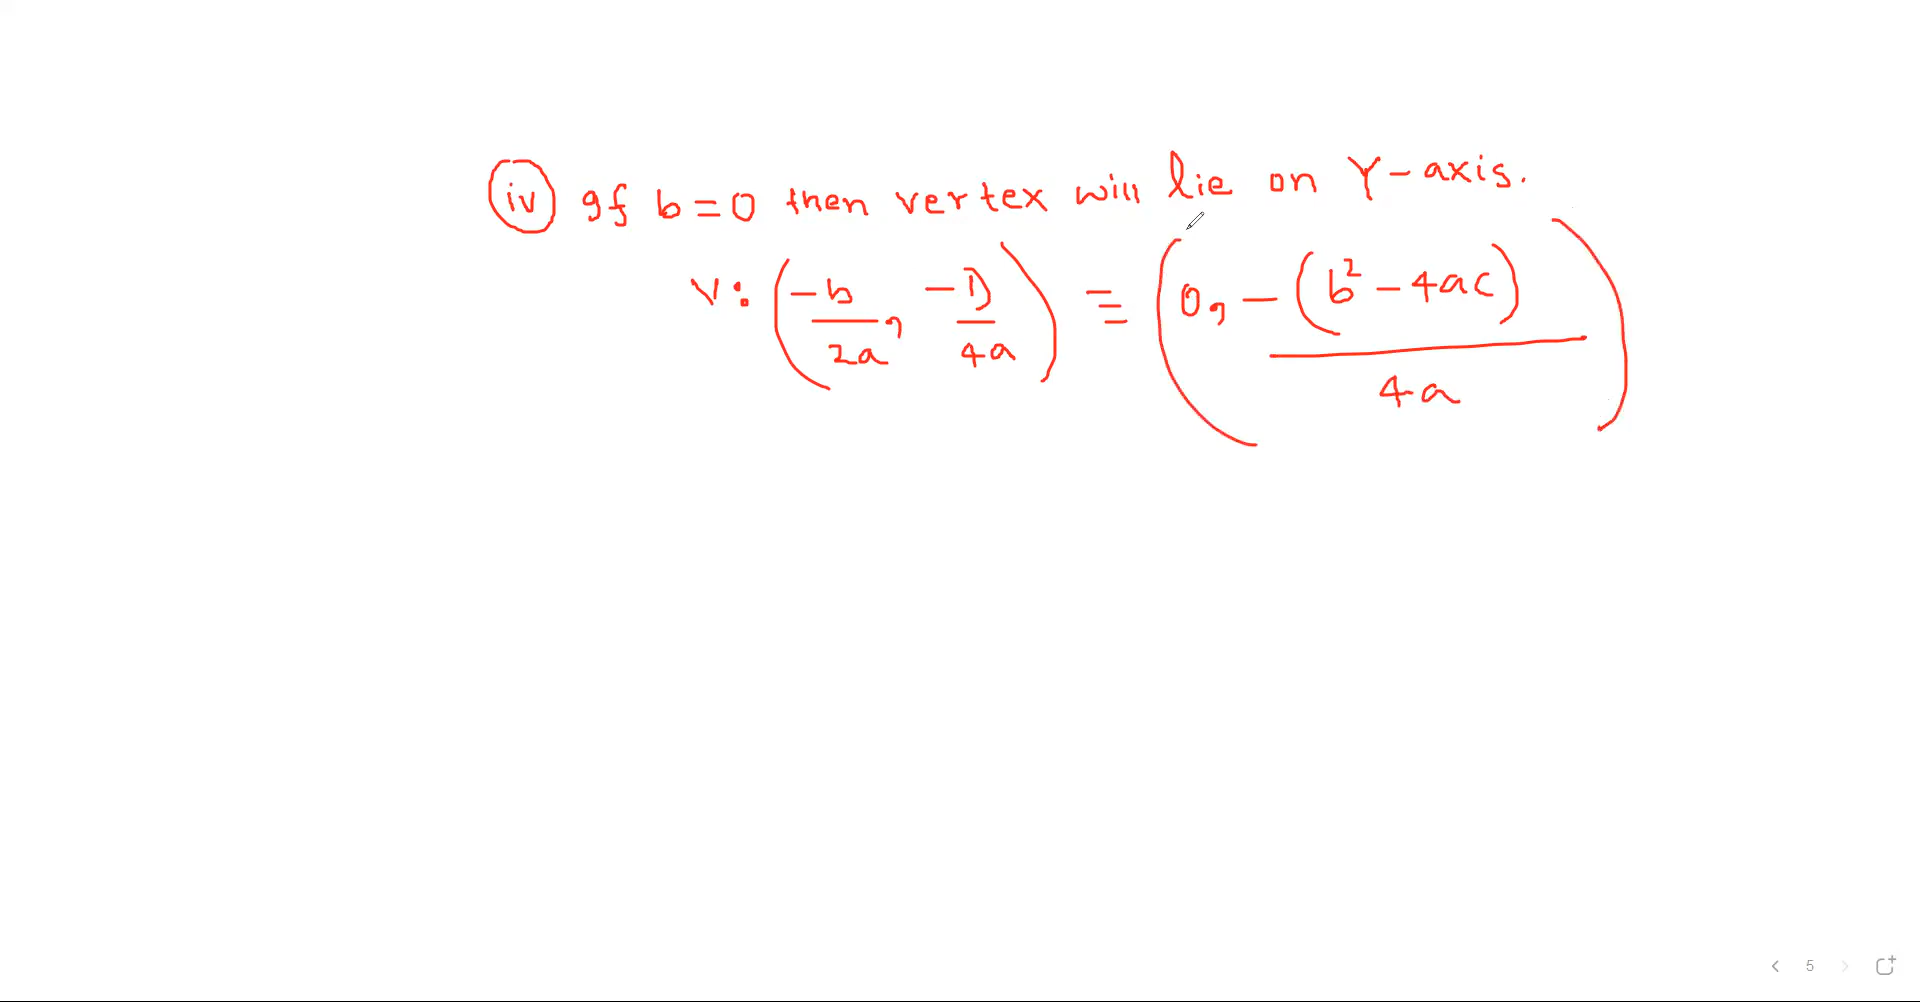 (iv) If b = 0 then vertex will lie on Y-axis.
V : (-b/2a, -D/4a) ≡ (0, -(b² - 4ac)/4a)
5